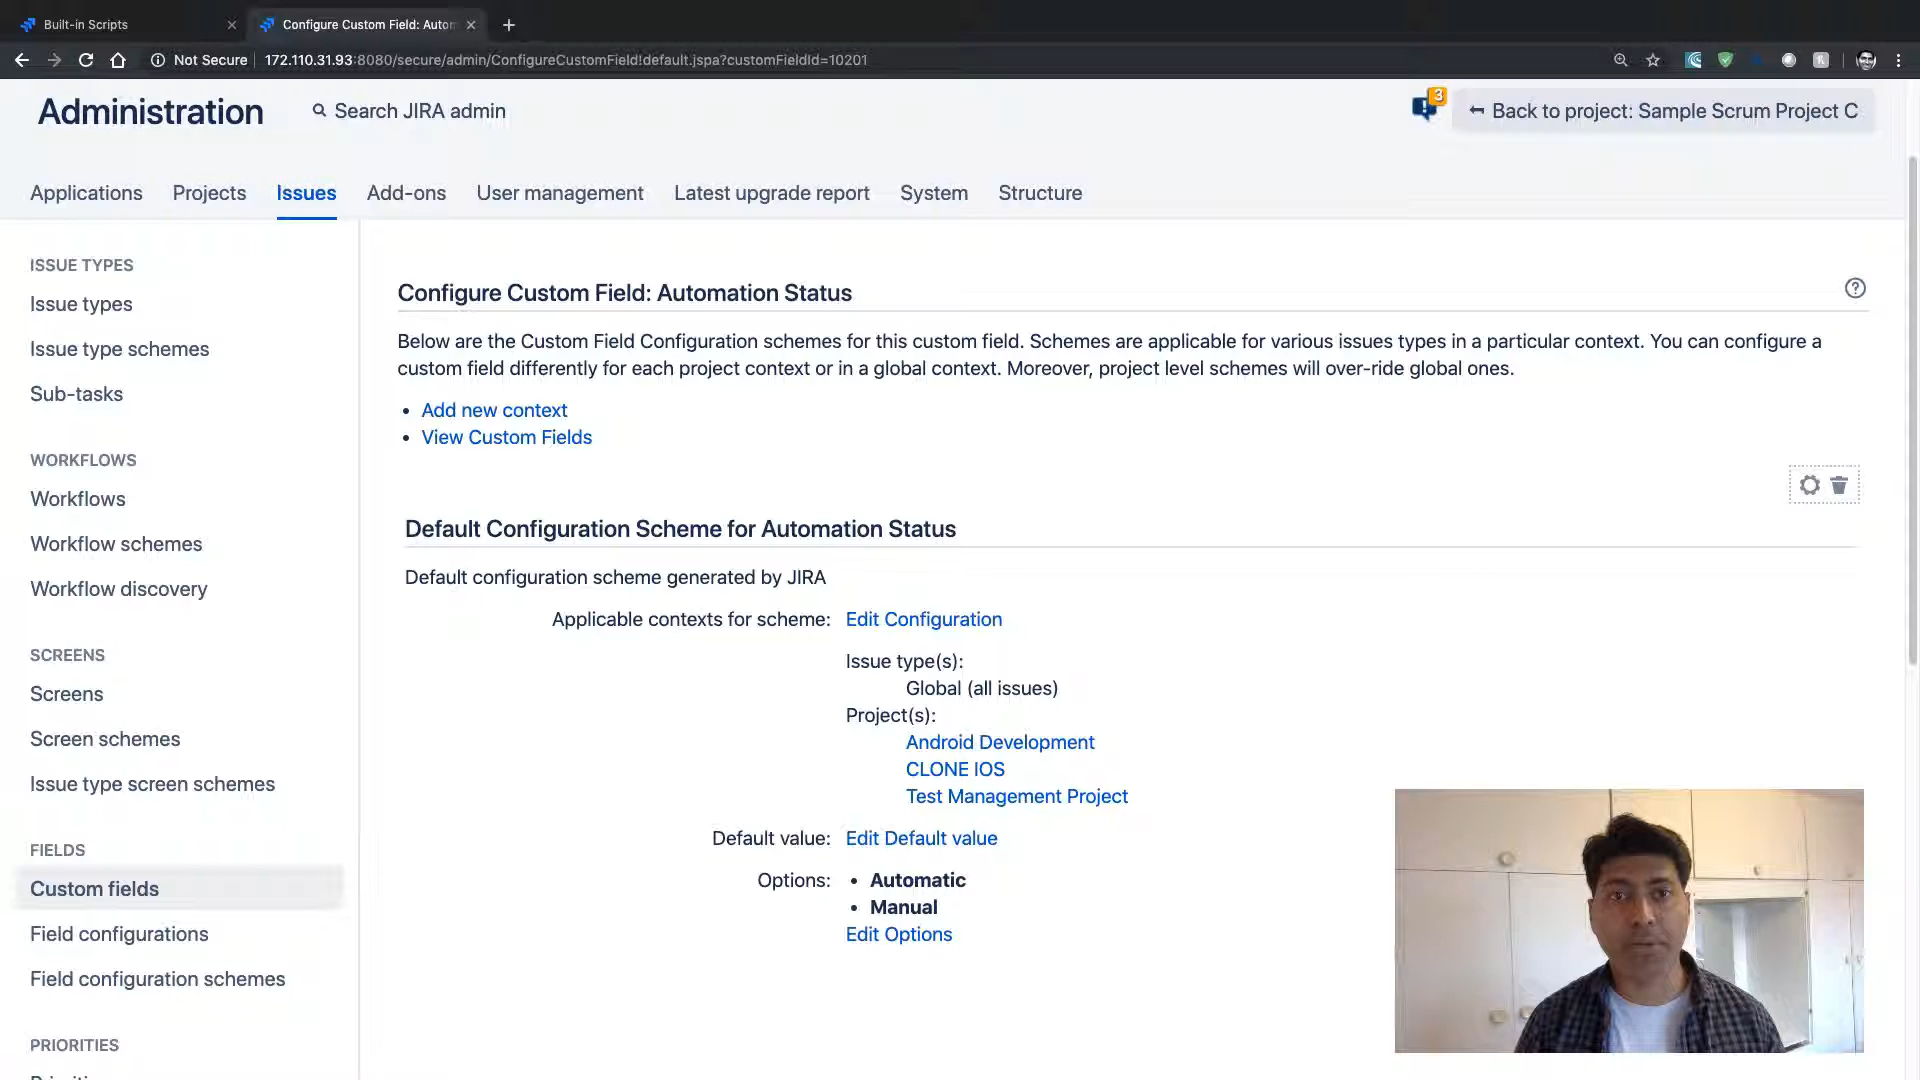 Built-in Scripts
Configure Custom Field: Autom
Not Secure
172.110.31.93:8080/secure/admin/ConfigureCustomField!default.jspa?customFieldId=10201
Administration
Search JIRA admin
3
Back to project: Sample Scrum Project C
Applications Projects Issues Add-ons User management Latest upgrade report System Structure
ISSUE TYPES
Issue types
Issue type schemes
Sub-tasks
WORKFLOWS
Workflows
Workflow schemes
Workflow discovery
SCREENS
Screens
Screen schemes
Issue type screen schemes
FIELDS
Custom fields
Field configurations
Field configuration schemes
PRIORITIES
Configure Custom Field: Automation Status
Below are the Custom Field Configuration schemes for this custom field. Schemes are applicable for various issues types in a particular context. You can configure a
custom field differently for each project context or in a global context. Moreover, project level schemes will over-ride global ones.
• Add new context
• View Custom Fields
Default Configuration Scheme for Automation Status
Default configuration scheme generated by JIRA
Applicable contexts for scheme: Edit Configuration
Issue type(s):
Global (all issues)
Project(s):
Android Development
CLONE IOS
Test Management Project
Default value: Edit Default value
Options: • Automatic
• Manual
Edit Options